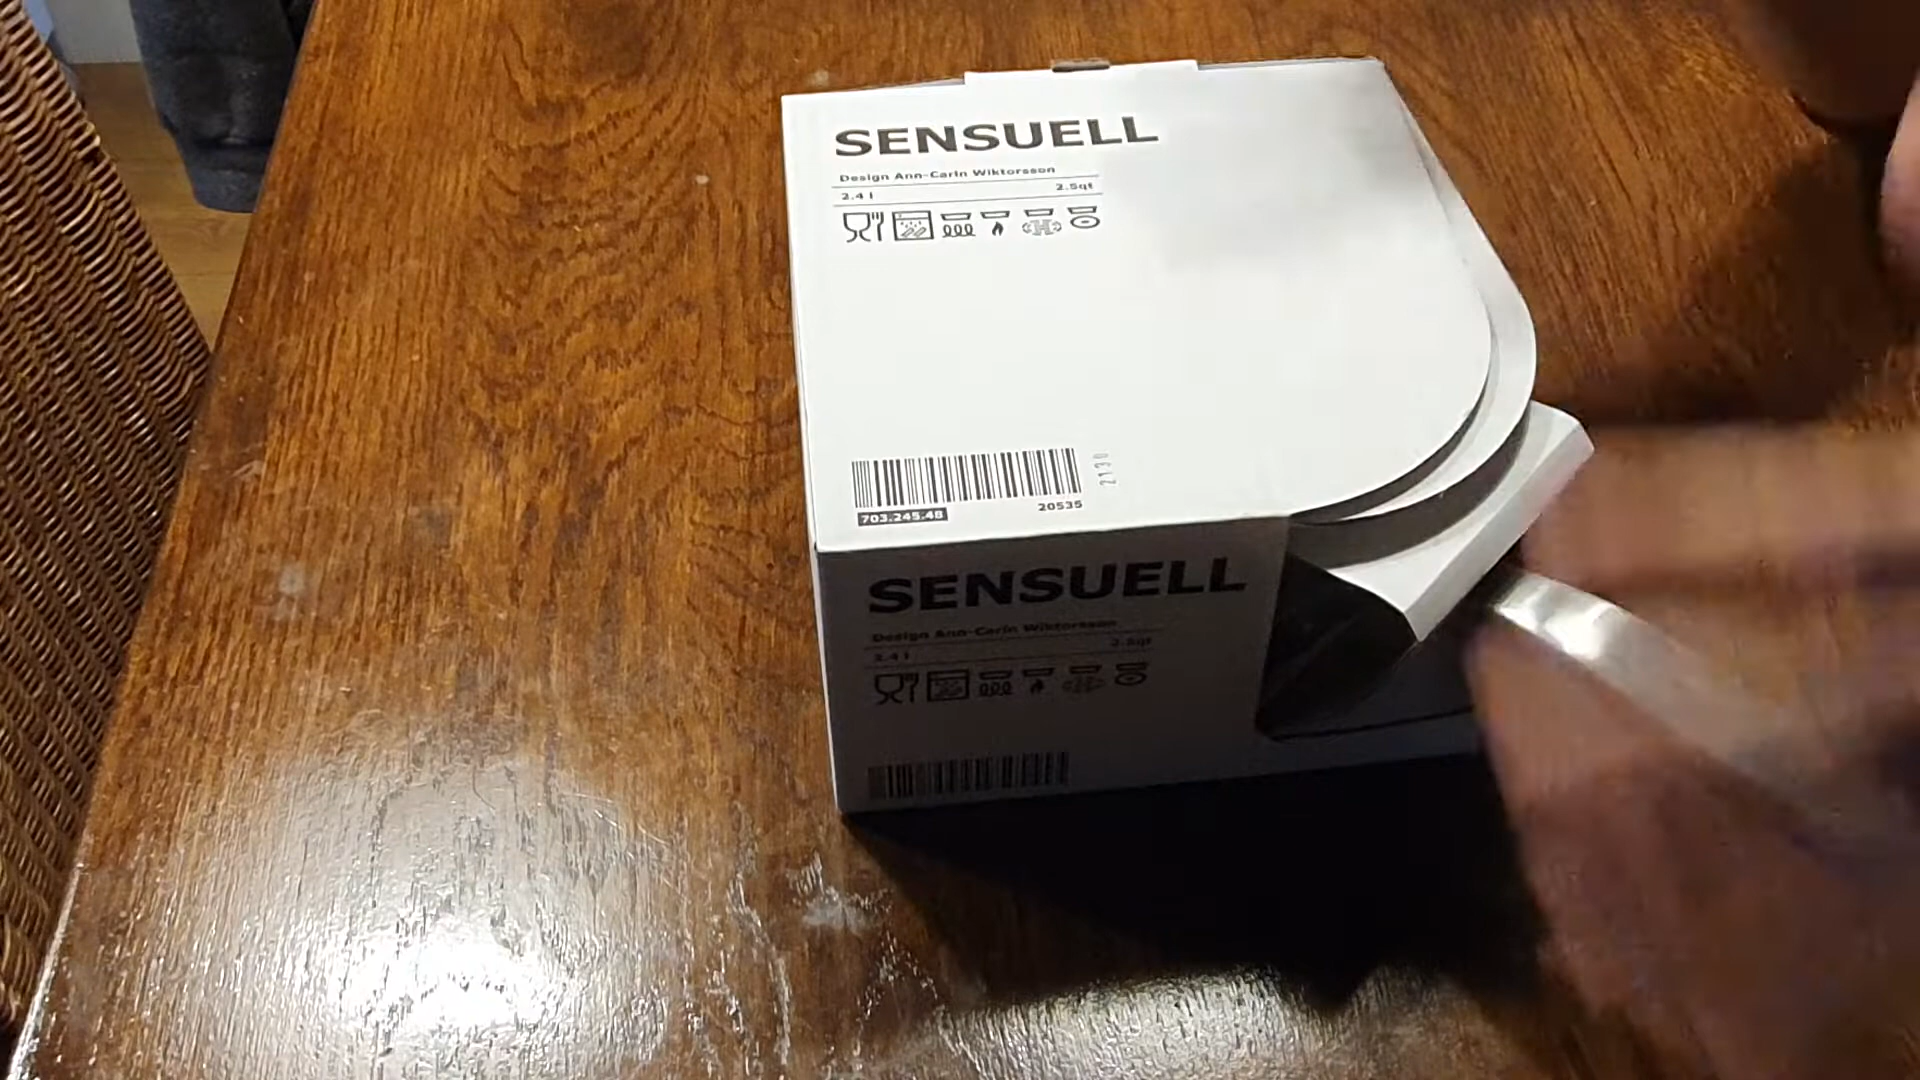 SENSUELL
Design Ann-Carin Wiktorsson
2.4 l 2.5qt
H
2130
703.245.48 20535
SENSUELL
Design Ann-Carin Wiktorsson
2.4 l 2.5qt